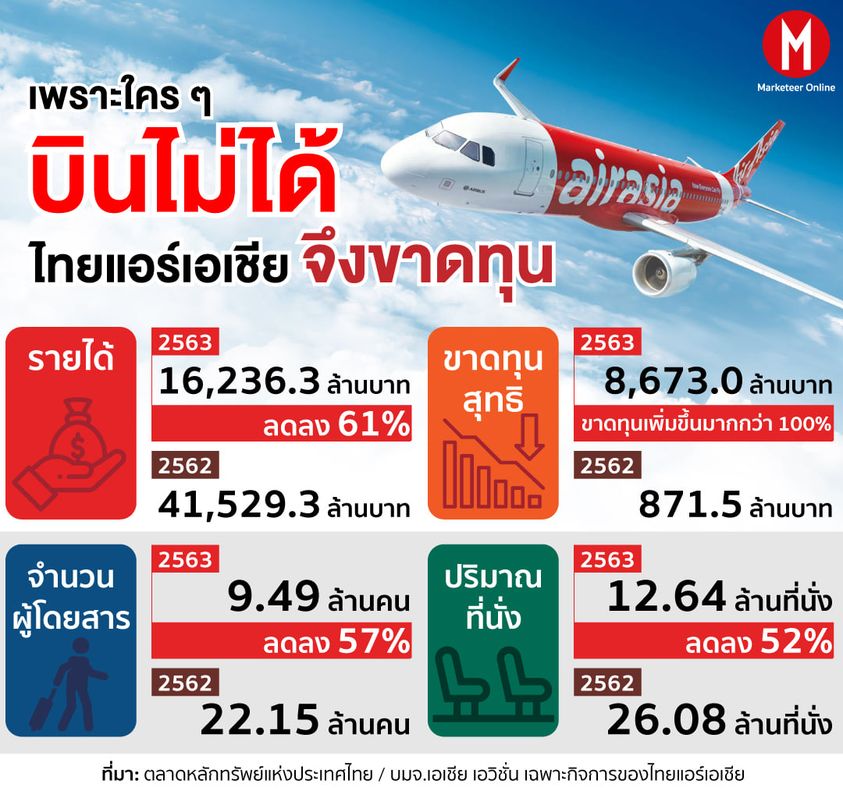 M
Marketeer Online
เพราะใคร ๆ
บินไม่ได้
ไทยแอร์เอเชีย จึงขาดทุน
airasia
AIRBUS
Now Everyone Can Fly
รายได้
2563
16,236.3 ล้านบาท
ลดลง 61%
2562
41,529.3 ล้านบาท
ขาดทุน
สุทธิ
2563
8,673.0 ล้านบาท
ขาดทุนเพิ่มขึ้นมากกว่า 100%
2562
871.5 ล้านบาท
จำนวน
ผู้โดยสาร
2563
9.49 ล้านคน
ลดลง 57%
2562
22.15 ล้านคน
ปริมาณ
ที่นั่ง
2563
12.64 ล้านที่นั่ง
ลดลง 52%
2562
26.08 ล้านที่นั่ง
ที่มา: ตลาดหลักทรัพย์แห่งประเทศไทย / บมจ.เอเชีย เอวิชั่น เฉพาะกิจการของไทยแอร์เอเชีย